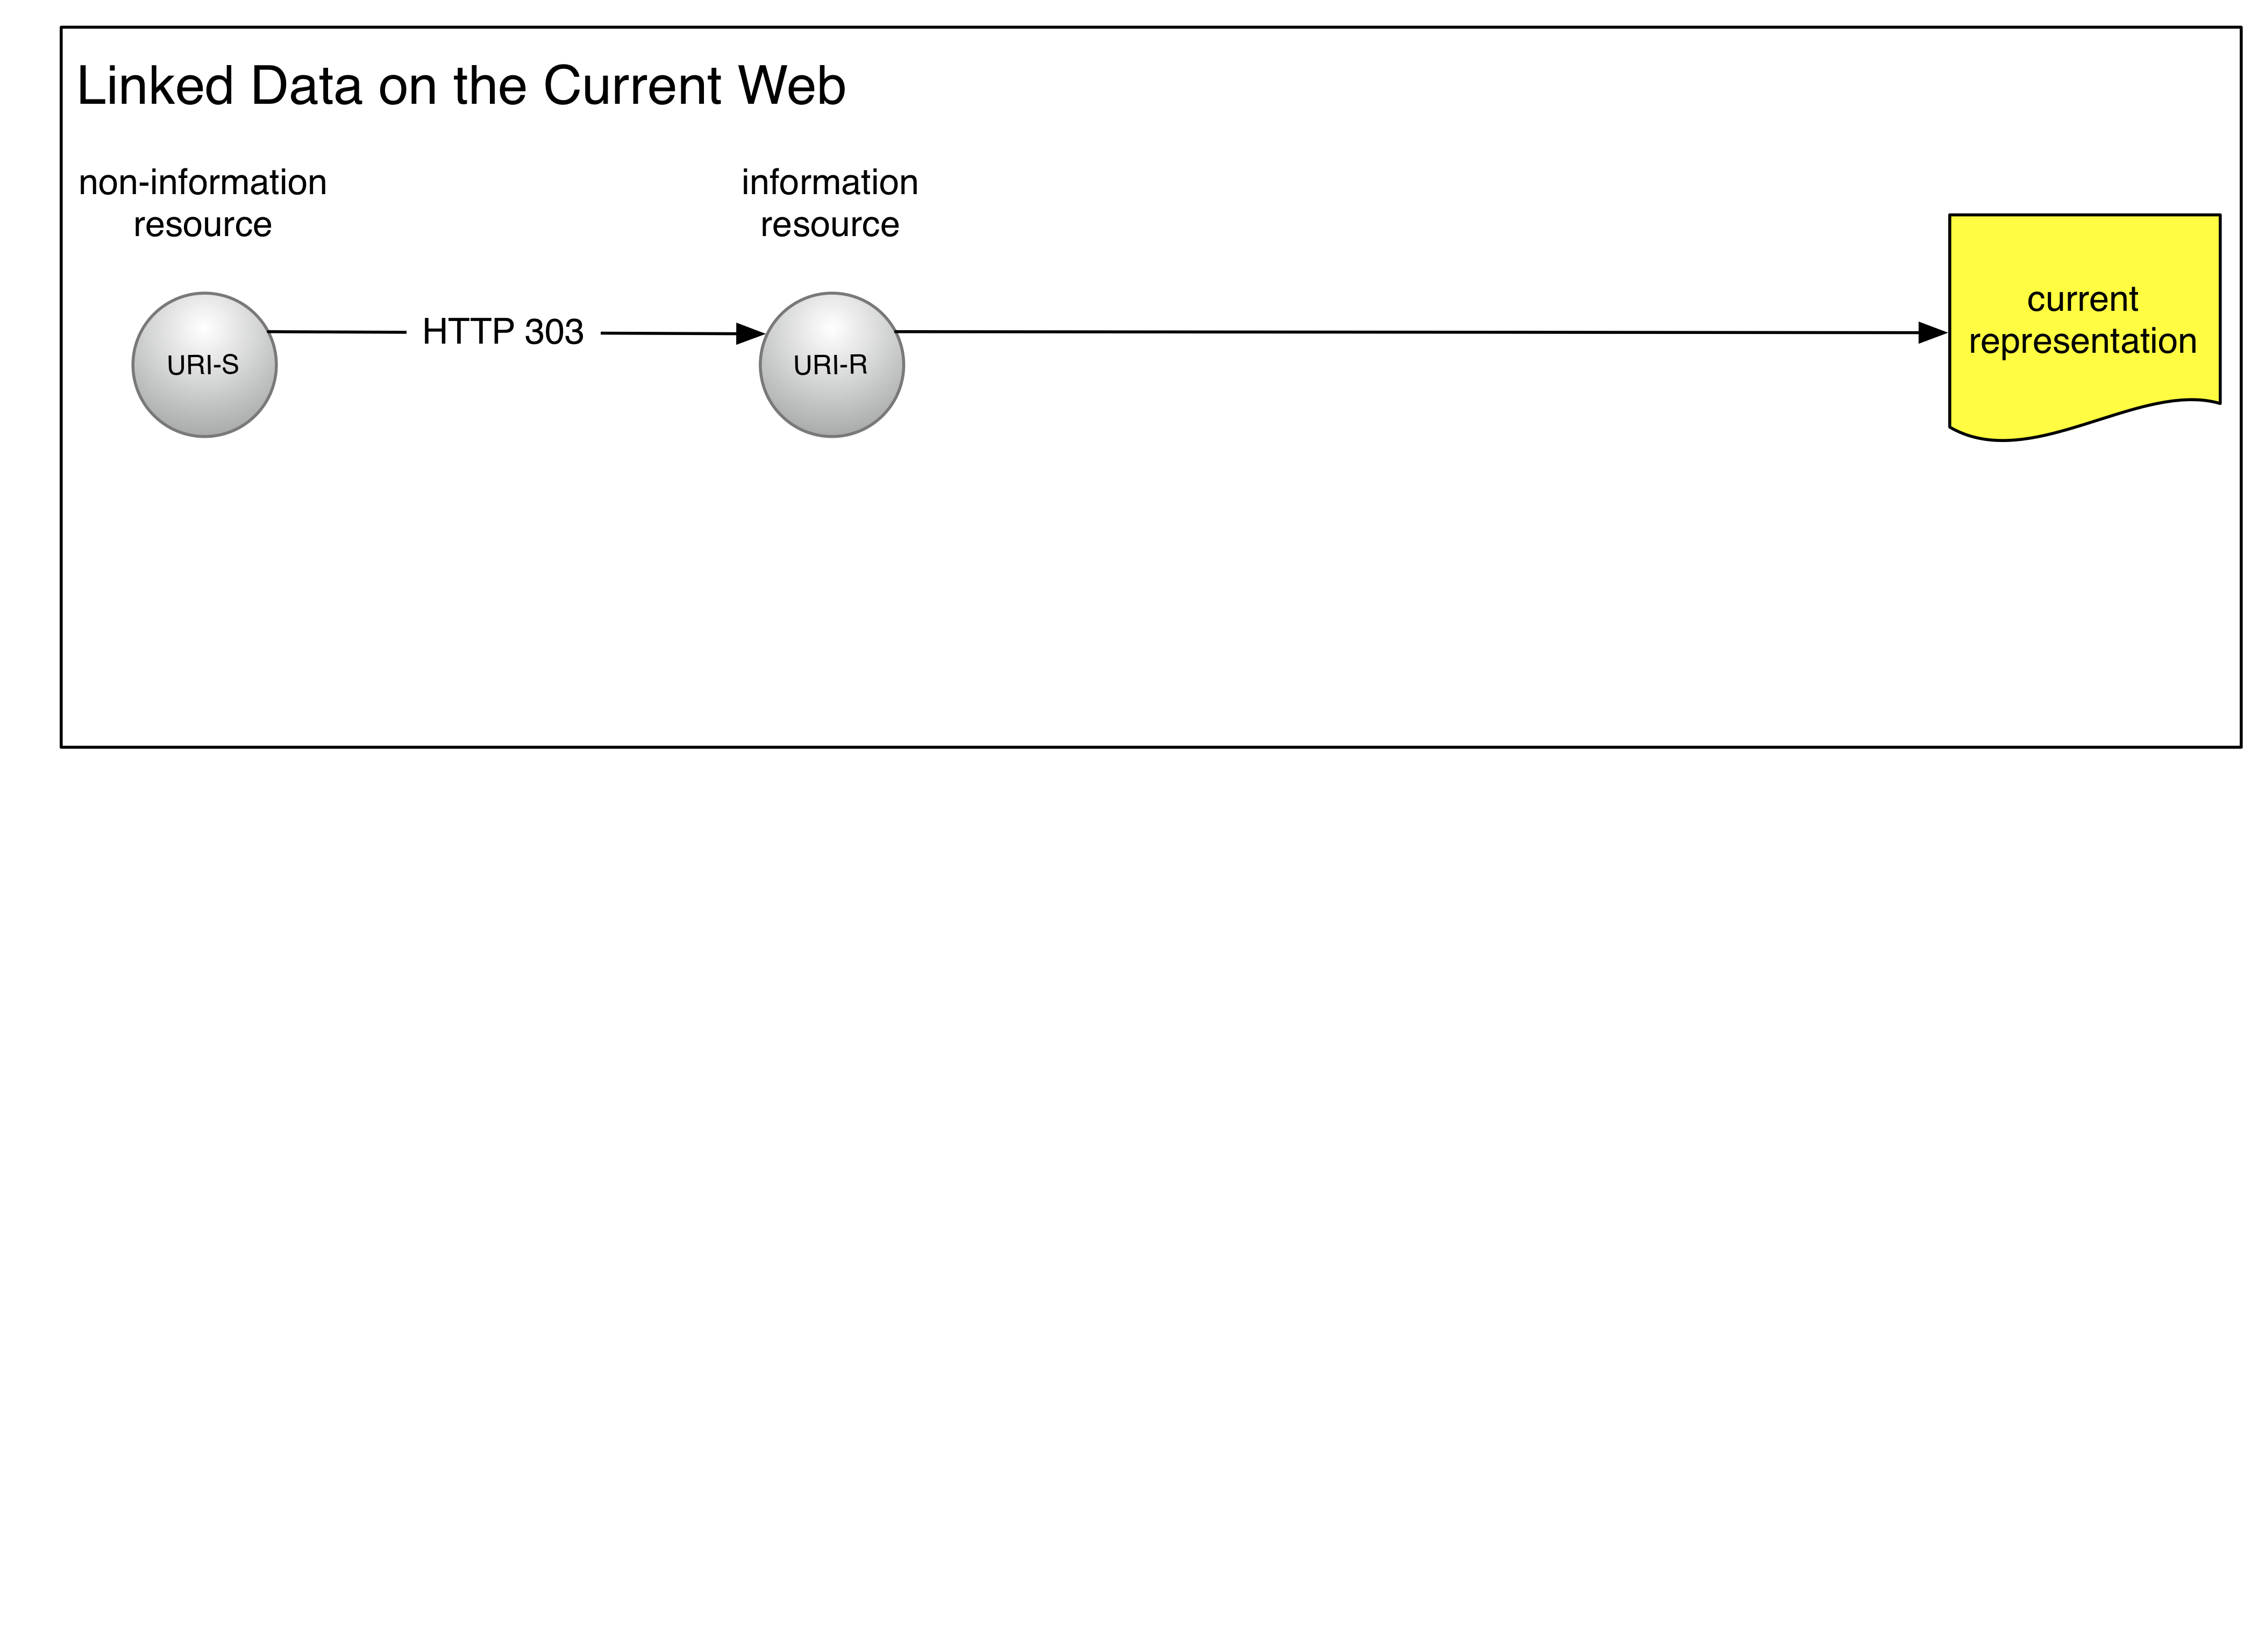 Linked Data on the Current Web
non-information
resource
information
resource
URI-S
HTTP 303
URI-R
current
representation